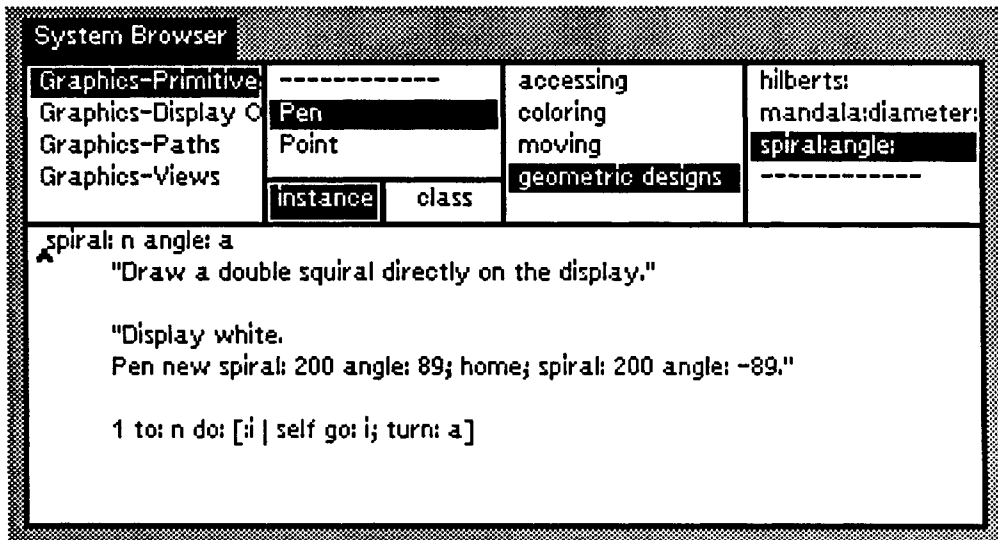 System Browser
Graphics-Primitive
Graphics-Display O
Graphics-Paths
Graphics-Views
------------
Pen
Point
instance class
accessing
coloring
moving
geometric designs
hilberts:
mandala:diameter:
spiral:angle:
------------
spiral: n angle: a
"Draw a double squiral directly on the display."
"Display white.
Pen new spiral: 200 angle: 89; home; spiral: 200 angle: -89."
1 to: n do: [:i | self go: i; turn: a]